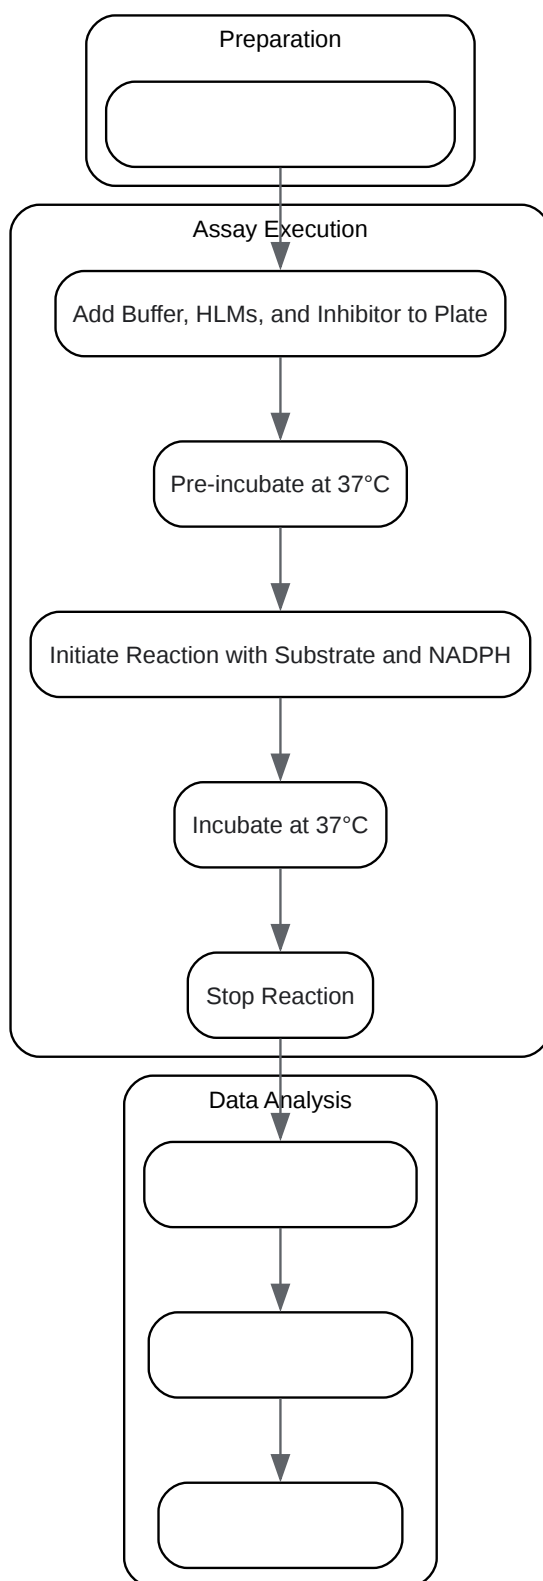 Preparation
Assay Execution
Add Buffer, HLMs, and Inhibitor to Plate
Pre-incubate at 37°C
Initiate Reaction with Substrate and NADPH
Incubate at 37°C
Stop Reaction
Data Analysis